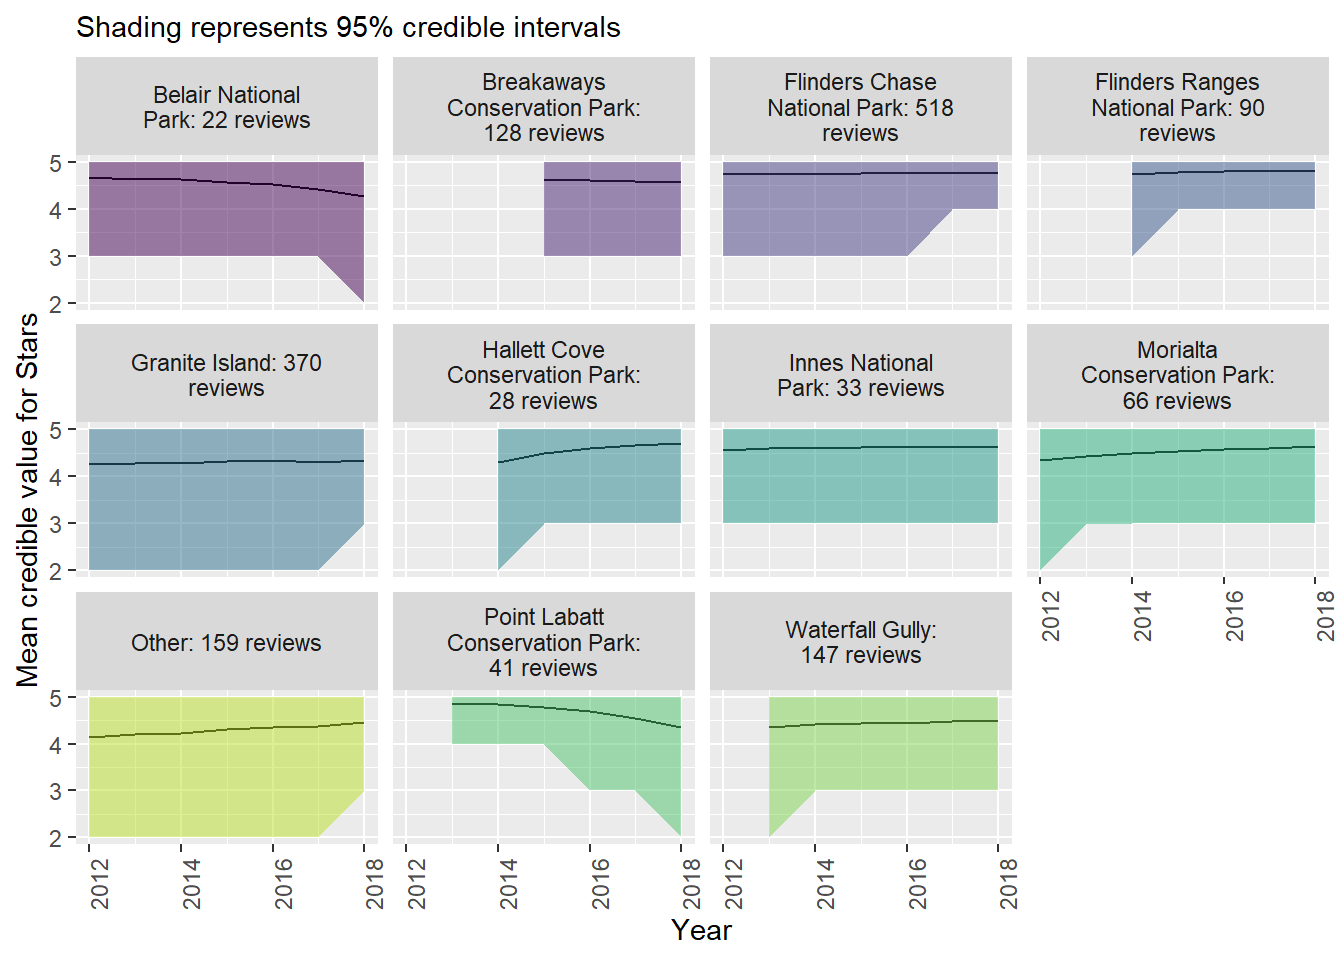 Shading represents 95% credible intervals
Belair National
Park: 22 reviews
Breakaways
Conservation Park:
128 reviews
Flinders Chase
National Park: 518
reviews
Flinders Ranges
National Park: 90
reviews
5
4
3
2
Granite Island: 370
reviews
Hallett Cove
Conservation Park:
28 reviews
Innes National
Park: 33 reviews
Morialta
Conservation Park:
66 reviews
5
4
3
2
2012
2014
2016
2018
Other: 159 reviews
Point Labatt
Conservation Park:
41 reviews
Waterfall Gully:
147 reviews
5
4
3
2
2012
2014
2016
2018
2012
2014
2016
2018
2012
2014
2016
2018
Year
Mean credible value for Stars